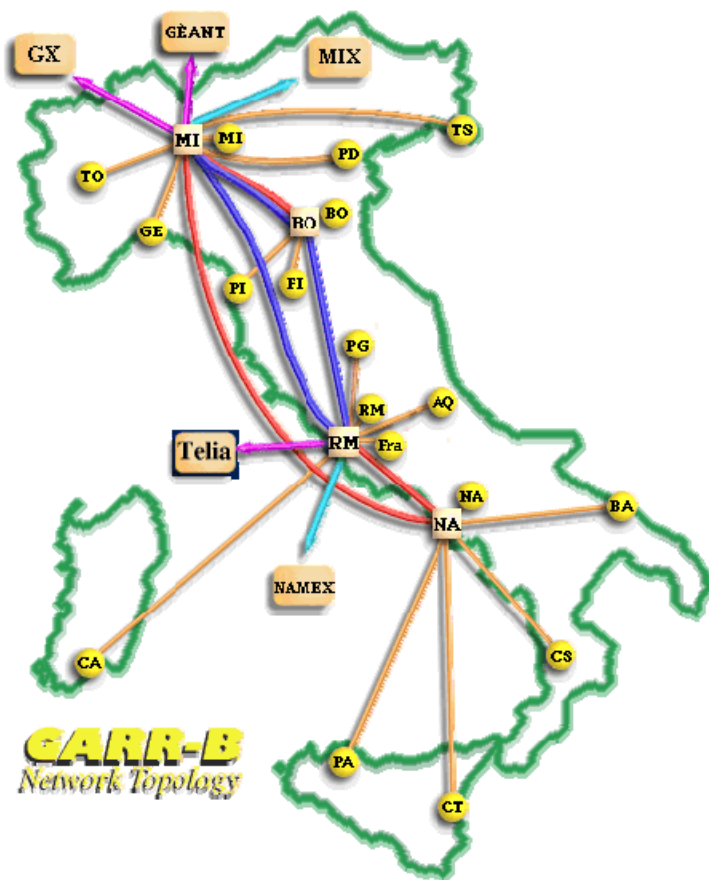 GÈANT
GX
MIX
TS
MI
MI
PD
TO
BO
BO
GE
PI
FI
PG
AQ
RM
RM
Fra
Telia
NA
BA
NA
NAMEX
CS
CA
GARR-B
Network Topology
PA
CT